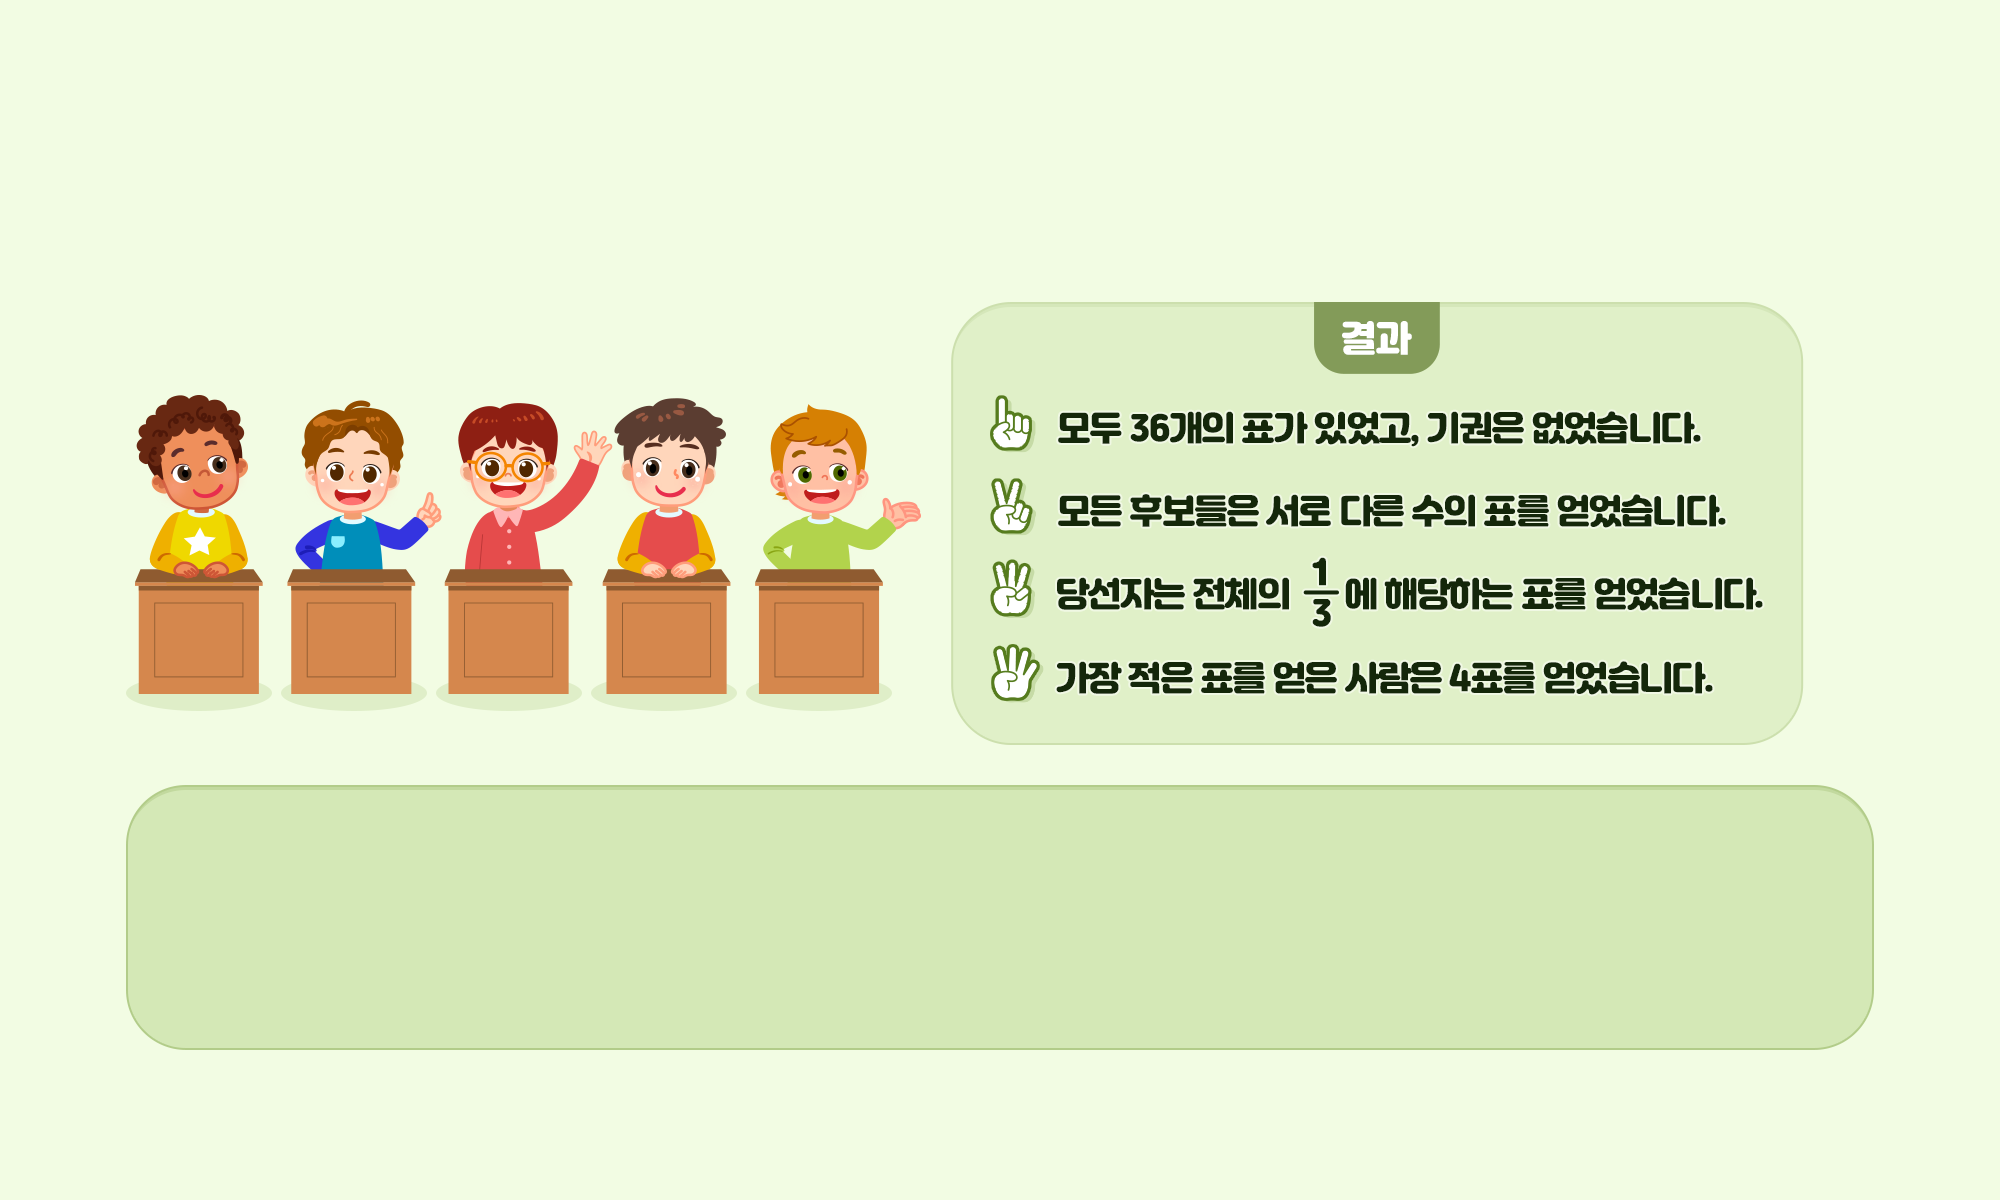 결과
모두 36개의 표가 있었고, 기권은 없었습니다.
모든 후보들은 서로 다른 수의 표를 얻었습니다.
당선자는 전체의 1/3에 해당하는 표를 얻었습니다.
가장 적은 표를 얻은 사람은 4표를 얻었습니다.